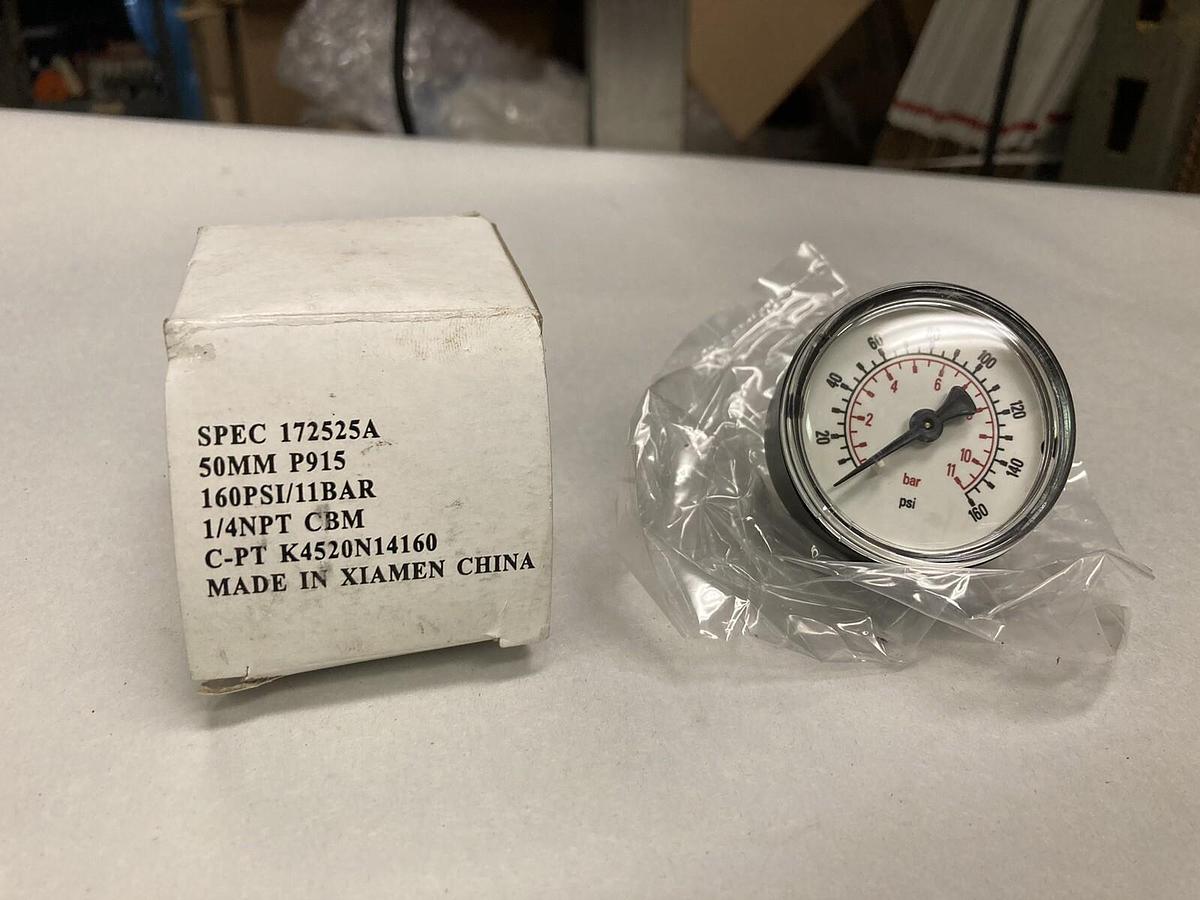 SPEC 172525A
50MM P915
160PSI/11BAR
1/4NPT CBM
C-PT K4520N14160
MADE IN XIAMEN CHINA
20
40
60
80
100
120
140
160
2
4
6
10
11
bar
psi